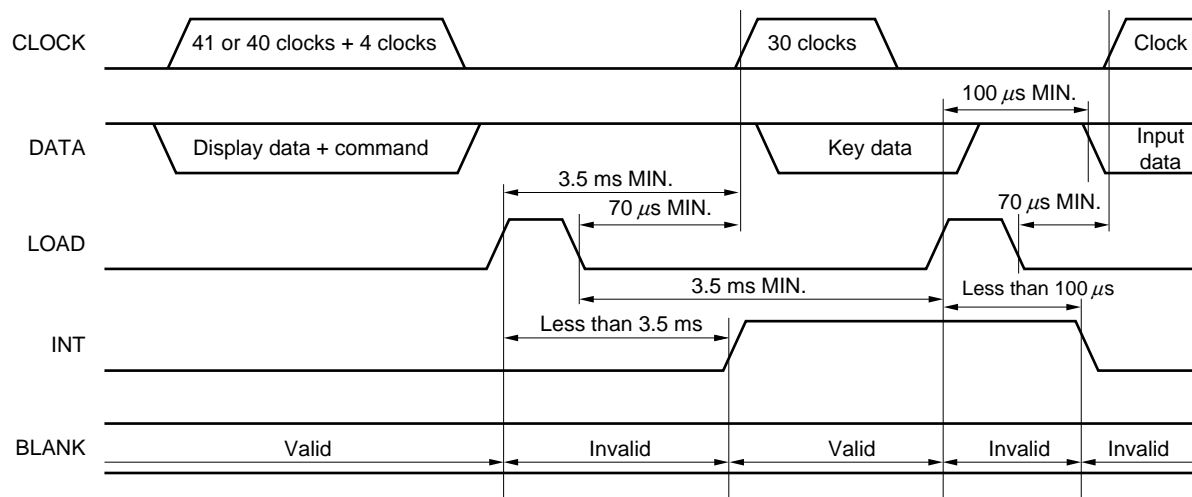 CLOCK
41 or 40 clocks + 4 clocks
30 clocks
Clock
100 μs MIN.
DATA
Display data + command
Key data
Input
data
3.5 ms MIN.
70 μs MIN.
70 μs MIN.
LOAD
3.5 ms MIN.
Less than 100 μs
Less than 3.5 ms
INT
BLANK
Valid
Invalid
Valid
Invalid
Invalid